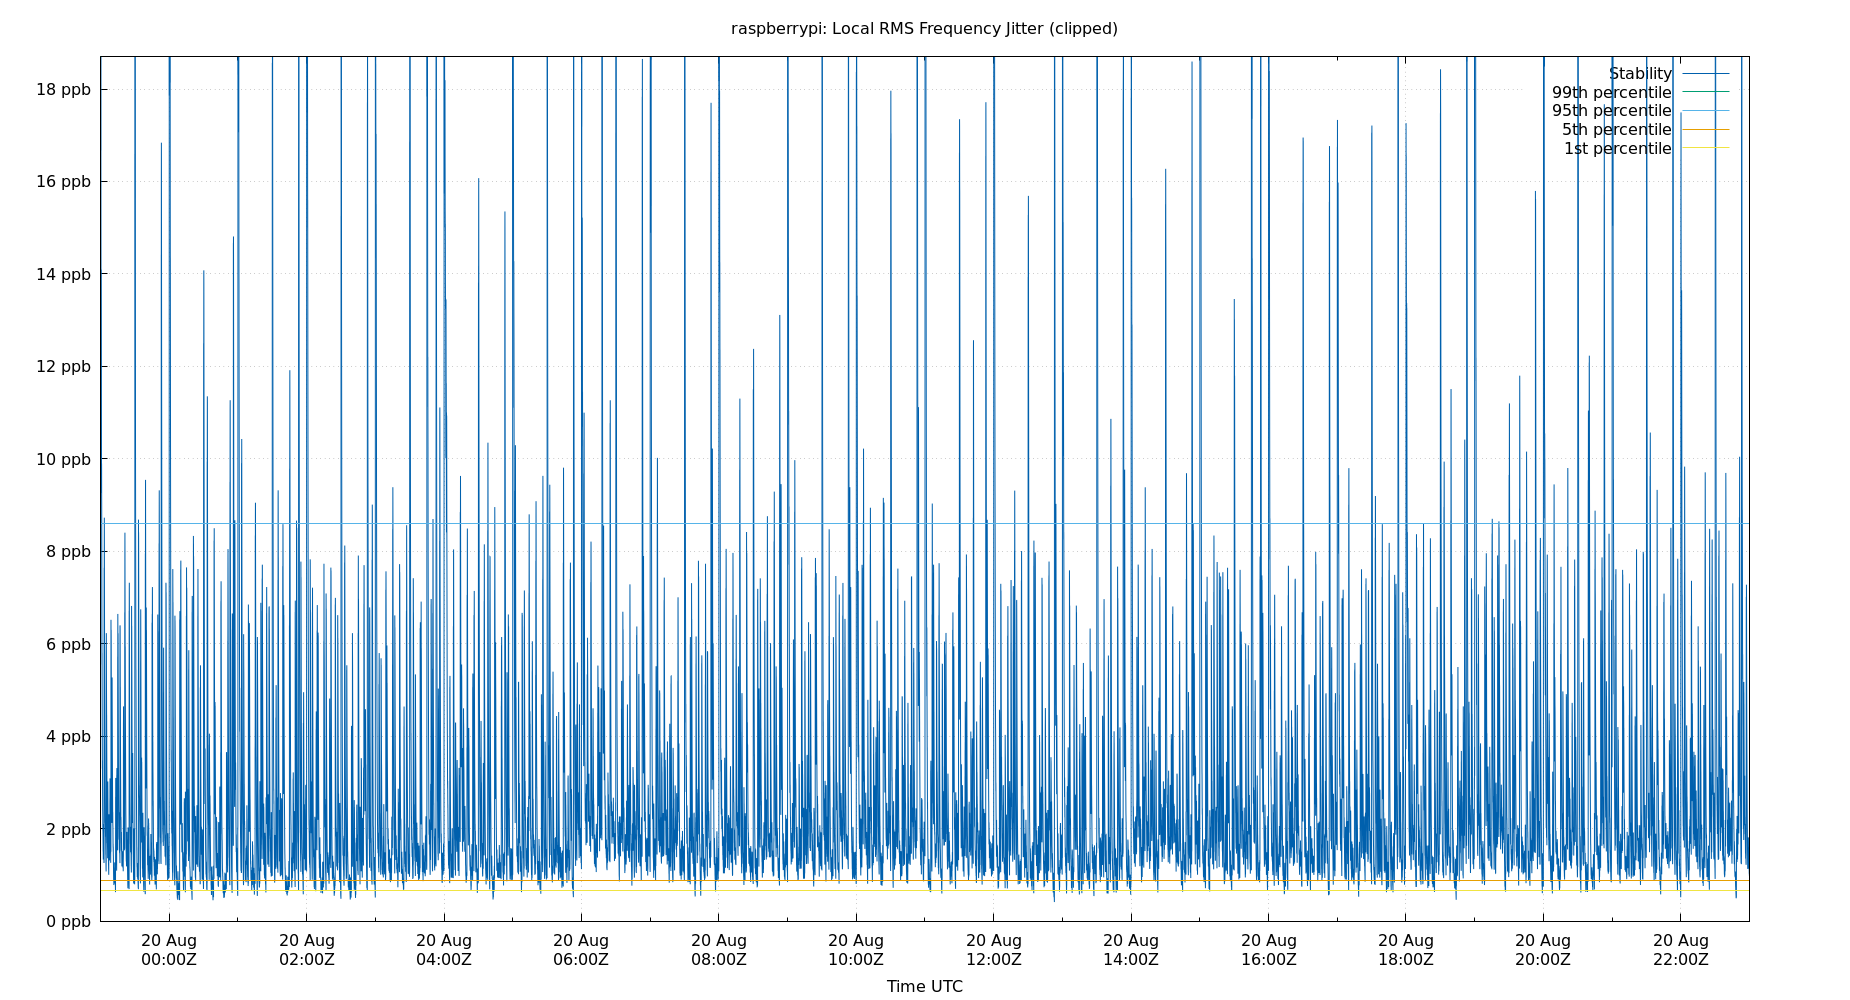 raspberrypi: Local RMS Frequency Jitter (clipped)
18 ppb
16 ppb
14 ppb
12 ppb
10 ppb
8 ppb
6 ppb
4 ppb
2 ppb
0 ppb
Stability
99th percentile
95th percentile
5th percentile
1st percentile
20 Aug 20 Aug 20 Aug 20 Aug 20 Aug 20 Aug 20 Aug 20 Aug 20 Aug 20 Aug 20 Aug 20 Aug
00:00Z 02:00Z 04:00Z 06:00Z 08:00Z 10:00Z 12:00Z 14:00Z 16:00Z 18:00Z 20:00Z 22:00Z
Time UTC